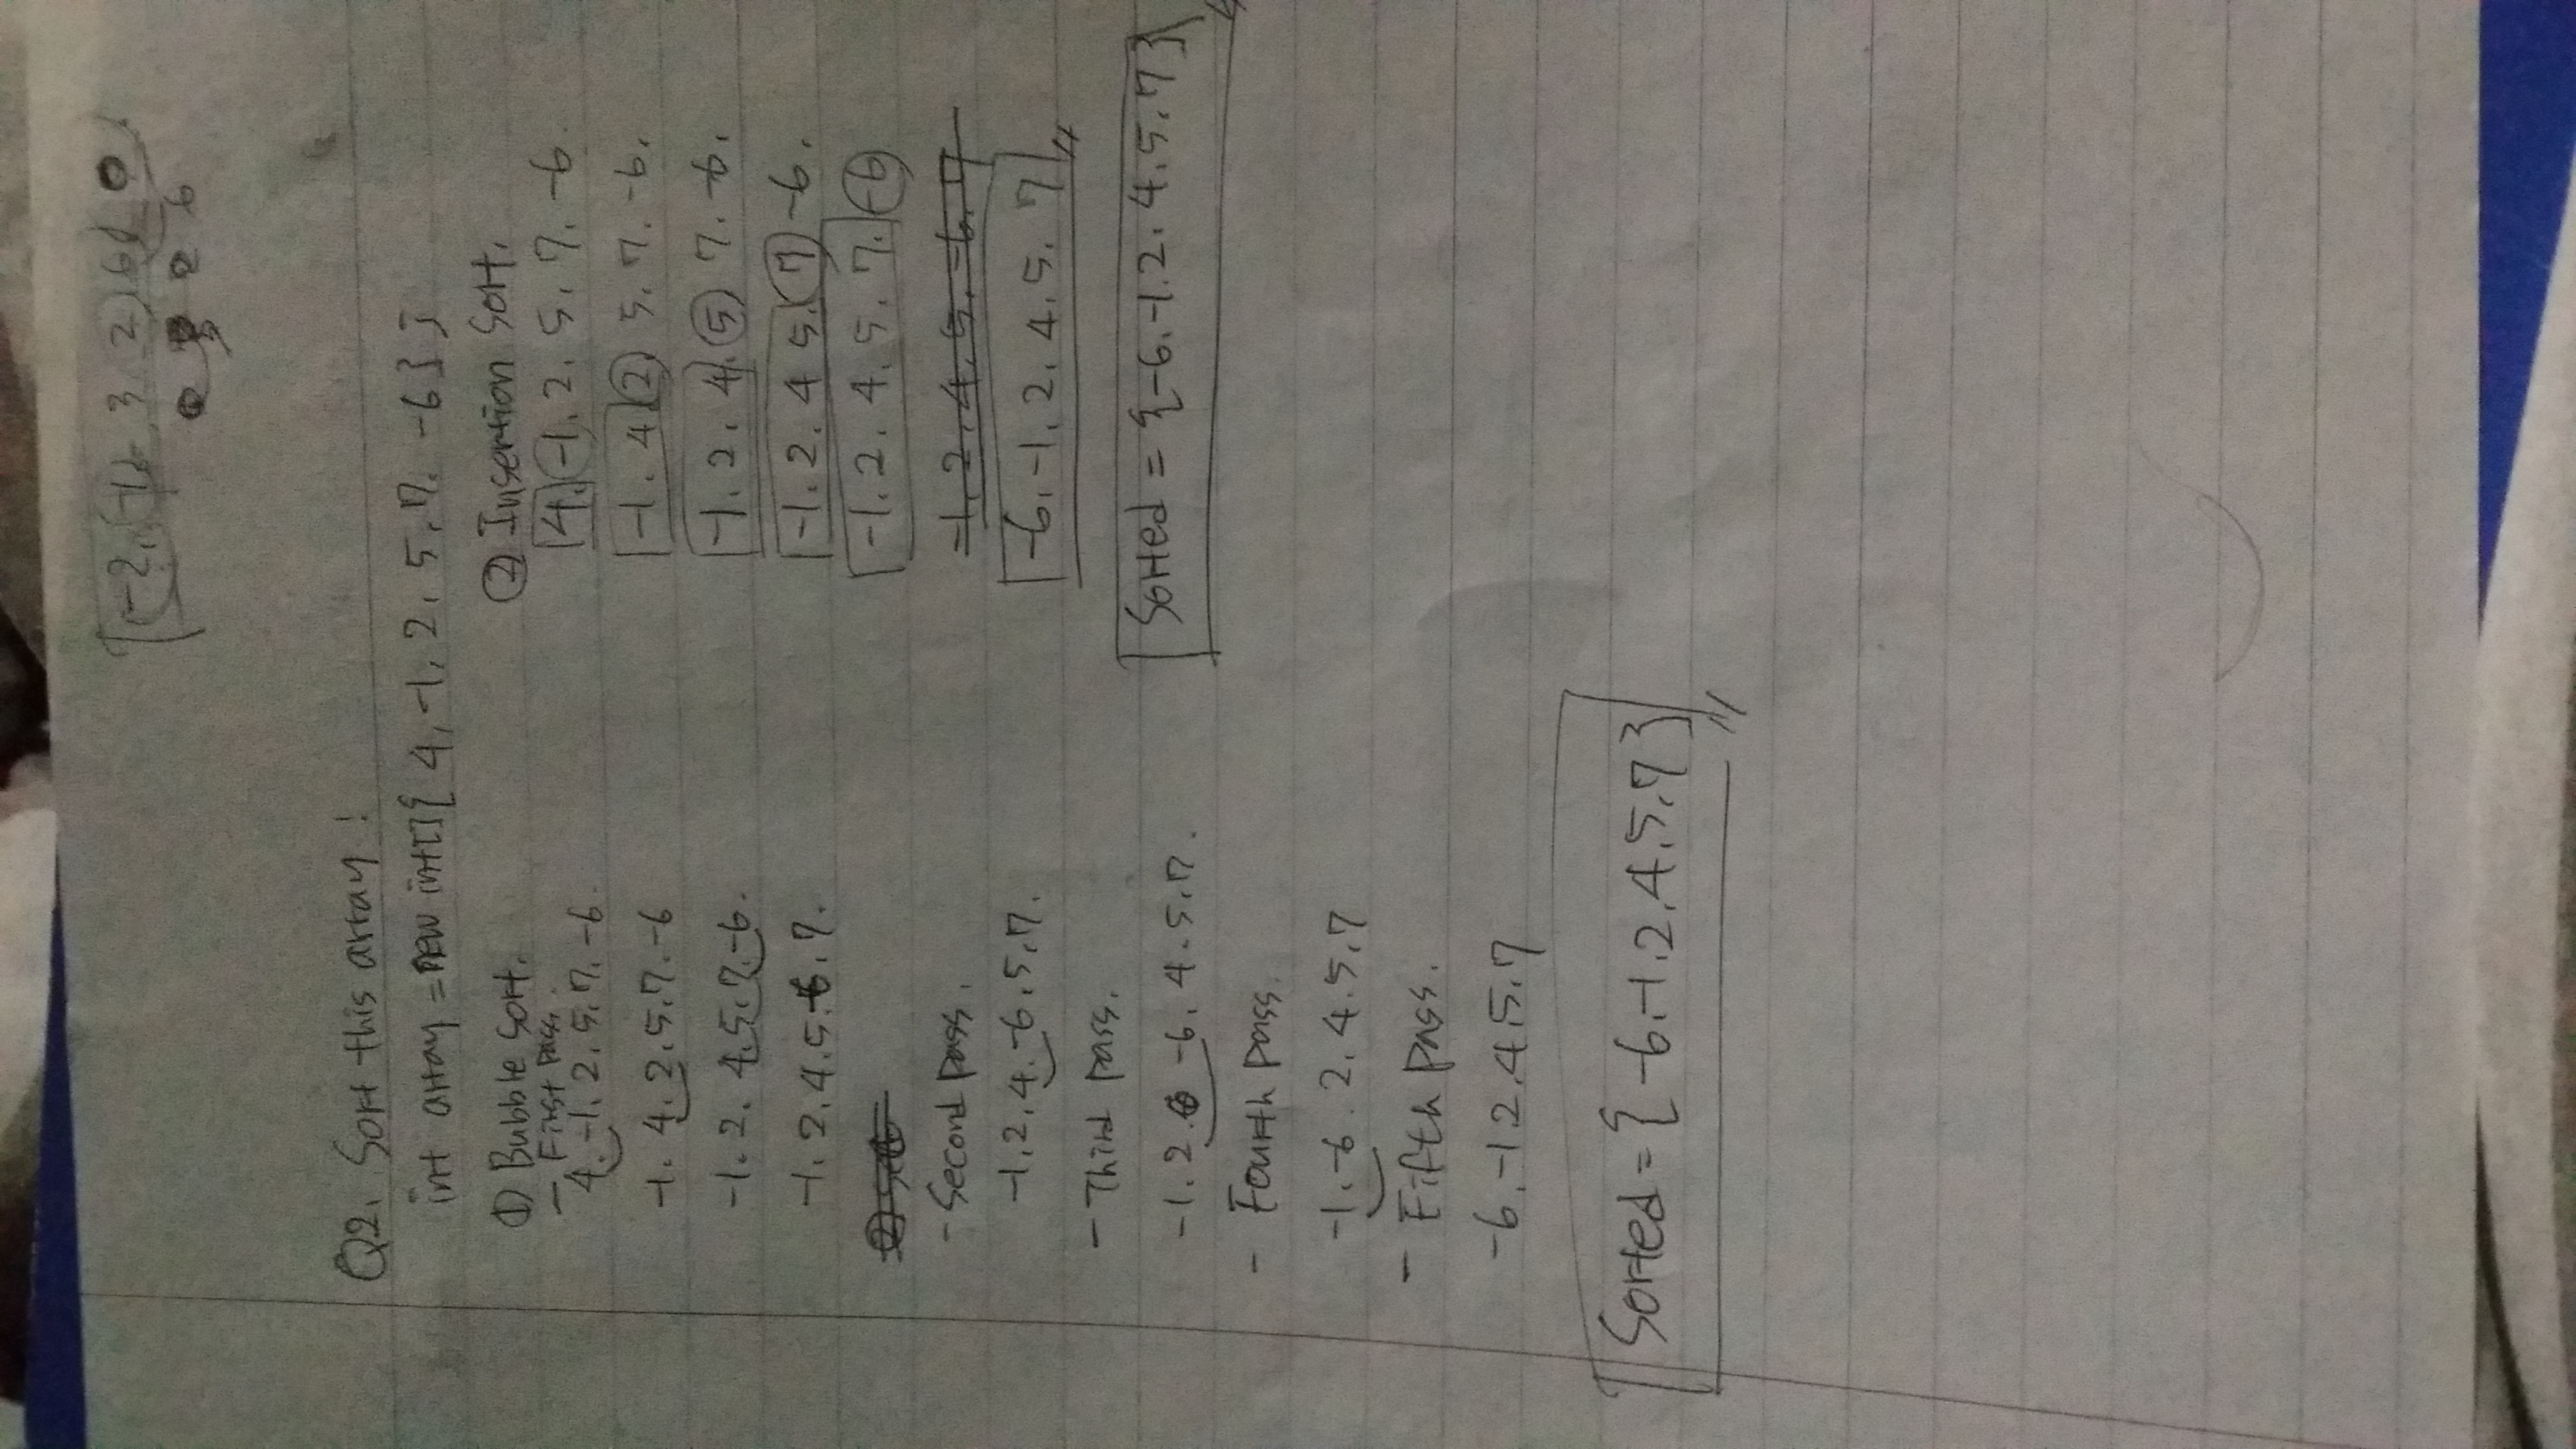 -2, -1, 3 2 6 0
6
Q2. Sort this array!
int array = new int[]{ 4, -1, 2, 5, 7, -6 };
① Bubble Sort.
- First Pass.
4, -1, 2, 5, 7, -6.
-1, 4, 2, 5, 7, -6
-1, 2, 4, 5, 7, -6.
-1, 2, 4, 5, -6, 7.
- Second Pass.
-1, 2, 4, -6, 5, 7.
- Third Pass.
-1, 2, -6, 4, 5, 7.
- Fourth Pass.
-1, -6, 2, 4, 5, 7
- Fifth Pass.
-6, -1, 2, 4, 5, 7
Sorted = { -6, -1, 2, 4, 5, 7 }
② Insertion Sort.
4, -1, 2, 5, 7, -6.
-1, 4, 2, 5, 7, -6.
-1, 2, 4, 5, 7, -6.
-1, 2, 4 5, 7 -6.
-1, 2, 4, 5, 7, -6
-1, 2, 4, 5, -6, 7
-6, -1, 2, 4, 5, 7
Sorted = {-6, -1, 2, 4, 5, 7}